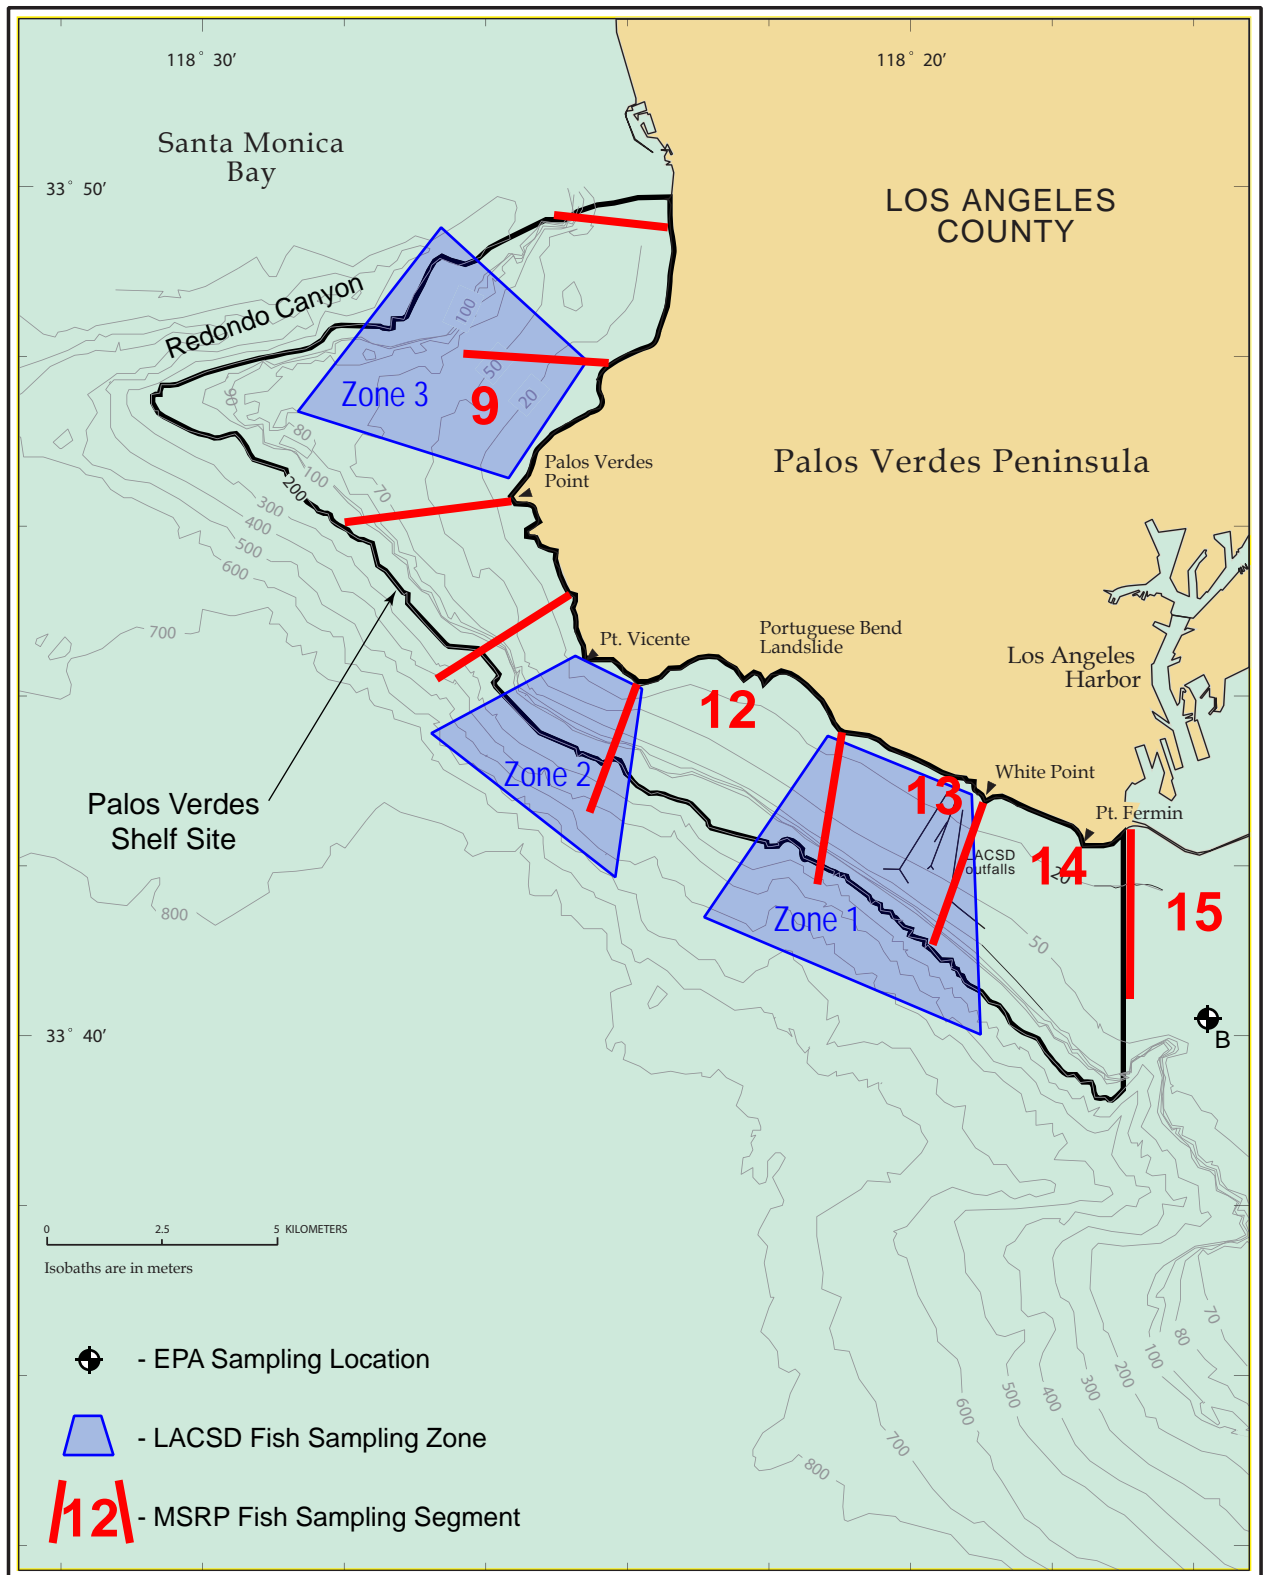 118° 30’
118° 20’
Santa Monica
Bay
33° 50’
LOS ANGELES
COUNTY
Redondo Canyon
100
50
20
Zone 3
9
90
80
100
70
200
300
400
500
600
700
800
Palos Verdes
Point
Palos Verdes Peninsula
Pt. Vicente
Portuguese Bend
Landslide
Los Angeles
Harbor
12
Zone 2
White Point
13
Pt. Fermin
LACSD
outfalls
14
20
15
Palos Verdes
Shelf Site
Zone 1
50
33° 40’
B
0 2.5 5 KILOMETERS
Isobaths are in meters
70
80
100
200
300
400
500
600
700
800
- EPA Sampling Location
- LACSD Fish Sampling Zone
12 - MSRP Fish Sampling Segment